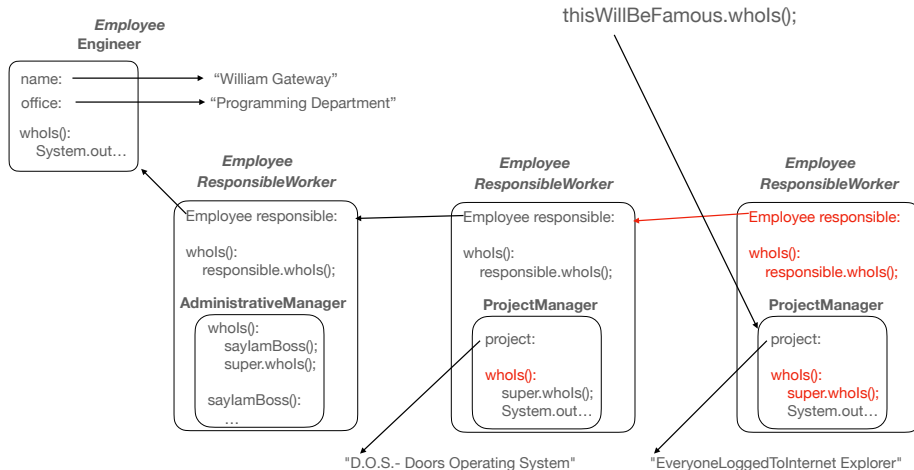 thisWillBeFamous.whoIs();
Employee
Engineer
name:
"William Gateway"
office:
"Programming Department"
whoIs():
System.out…
Employee
ResponsibleWorker
Employee responsible:
whoIs():
responsible.whoIs();
AdministrativeManager
whoIs():
sayIamBoss();
super.whoIs();
sayIamBoss():
…
Employee
ResponsibleWorker
Employee responsible:
whoIs():
responsible.whoIs();
ProjectManager
project:
whoIs():
super.whoIs();
System.out…
"D.O.S.- Doors Operating System"
Employee
ResponsibleWorker
Employee responsible:
whoIs():
responsible.whoIs();
ProjectManager
project:
whoIs():
super.whoIs();
System.out…
"EveryoneLoggedToInternet Explorer"